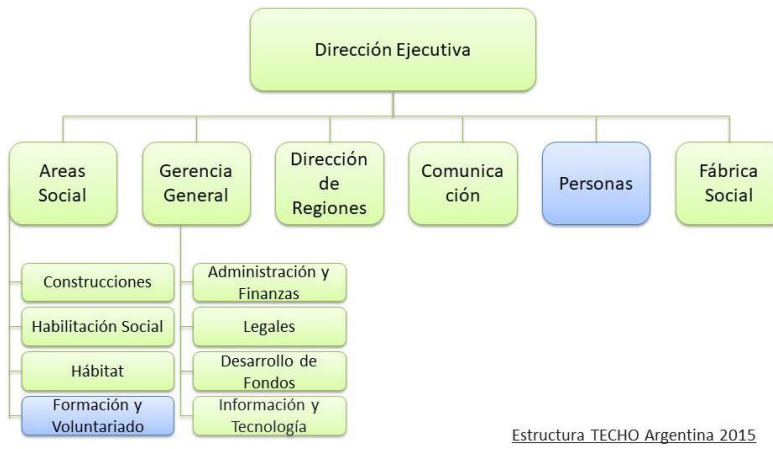 Dirección Ejecutiva
Areas
Social
Gerencia
General
Dirección
de
Regiones
Comunica
ción
Personas
Fábrica
Social
Construcciones
Habilitación Social
Hábitat
Formación y
Voluntariado
Administración y
Finanzas
Legales
Desarrollo de
Fondos
Información y
Tecnología
Estructura TECHO Argentina 2015